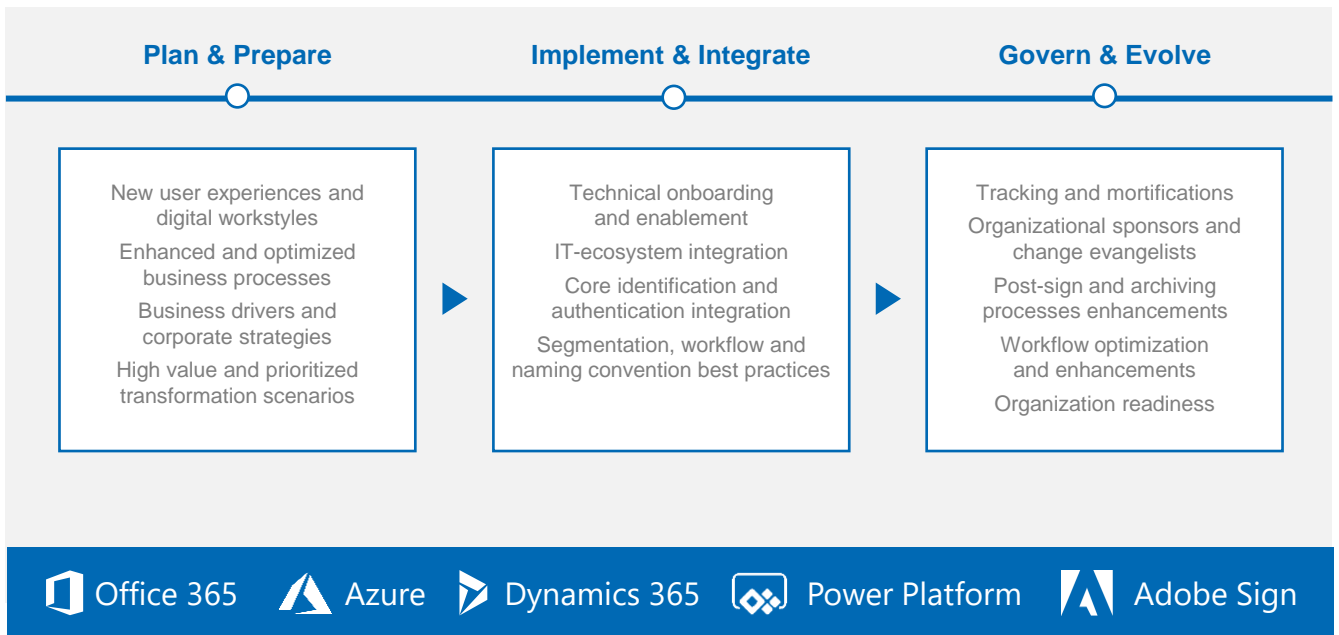 Plan & Prepare
Implement & Integrate
Govern & Evolve
New user experiences and
digital workstyles
Enhanced and optimized
business processes
Business drivers and
corporate strategies
High value and prioritized
transformation scenarios
Technical onboarding
and enablement
IT-ecosystem integration
Core identification and
authentication integration
Segmentation, workflow and
naming convention best practices
Tracking and mortifications
Organizational sponsors and
change evangelists
Post-sign and archiving
processes enhancements
Workflow optimization
and enhancements
Organization readiness
Office 365
Azure
Dynamics 365
Power Platform
Adobe Sign